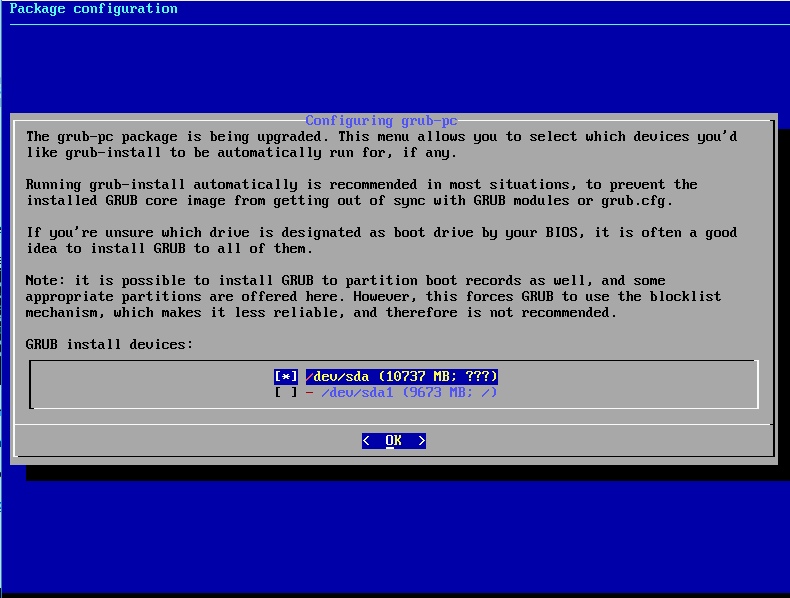 Package configuration
Configuring grub-pc
The grub-pc package is being upgraded. This menu allows you to select which devices you'd
like grub-install to be automatically run for, if any.
Running grub-install automatically is recommended in most situations, to prevent the
installed GRUB core image from getting out of sync with GRUB modules or grub.cfg.
If you're unsure which drive is designated as boot drive by your BIOS, it is often a good
idea to install GRUB to all of them.
Note: it is possible to install GRUB to partition boot records as well, and some
appropriate partitions are offered here. However, this forces GRUB to use the blocklist
mechanism, which makes it less reliable, and therefore is not recommended.
GRUB install devices:
[*] /dev/sda (10737 MB; ???)
[ ] - /dev/sda1 (9673 MB; /)
< OK >